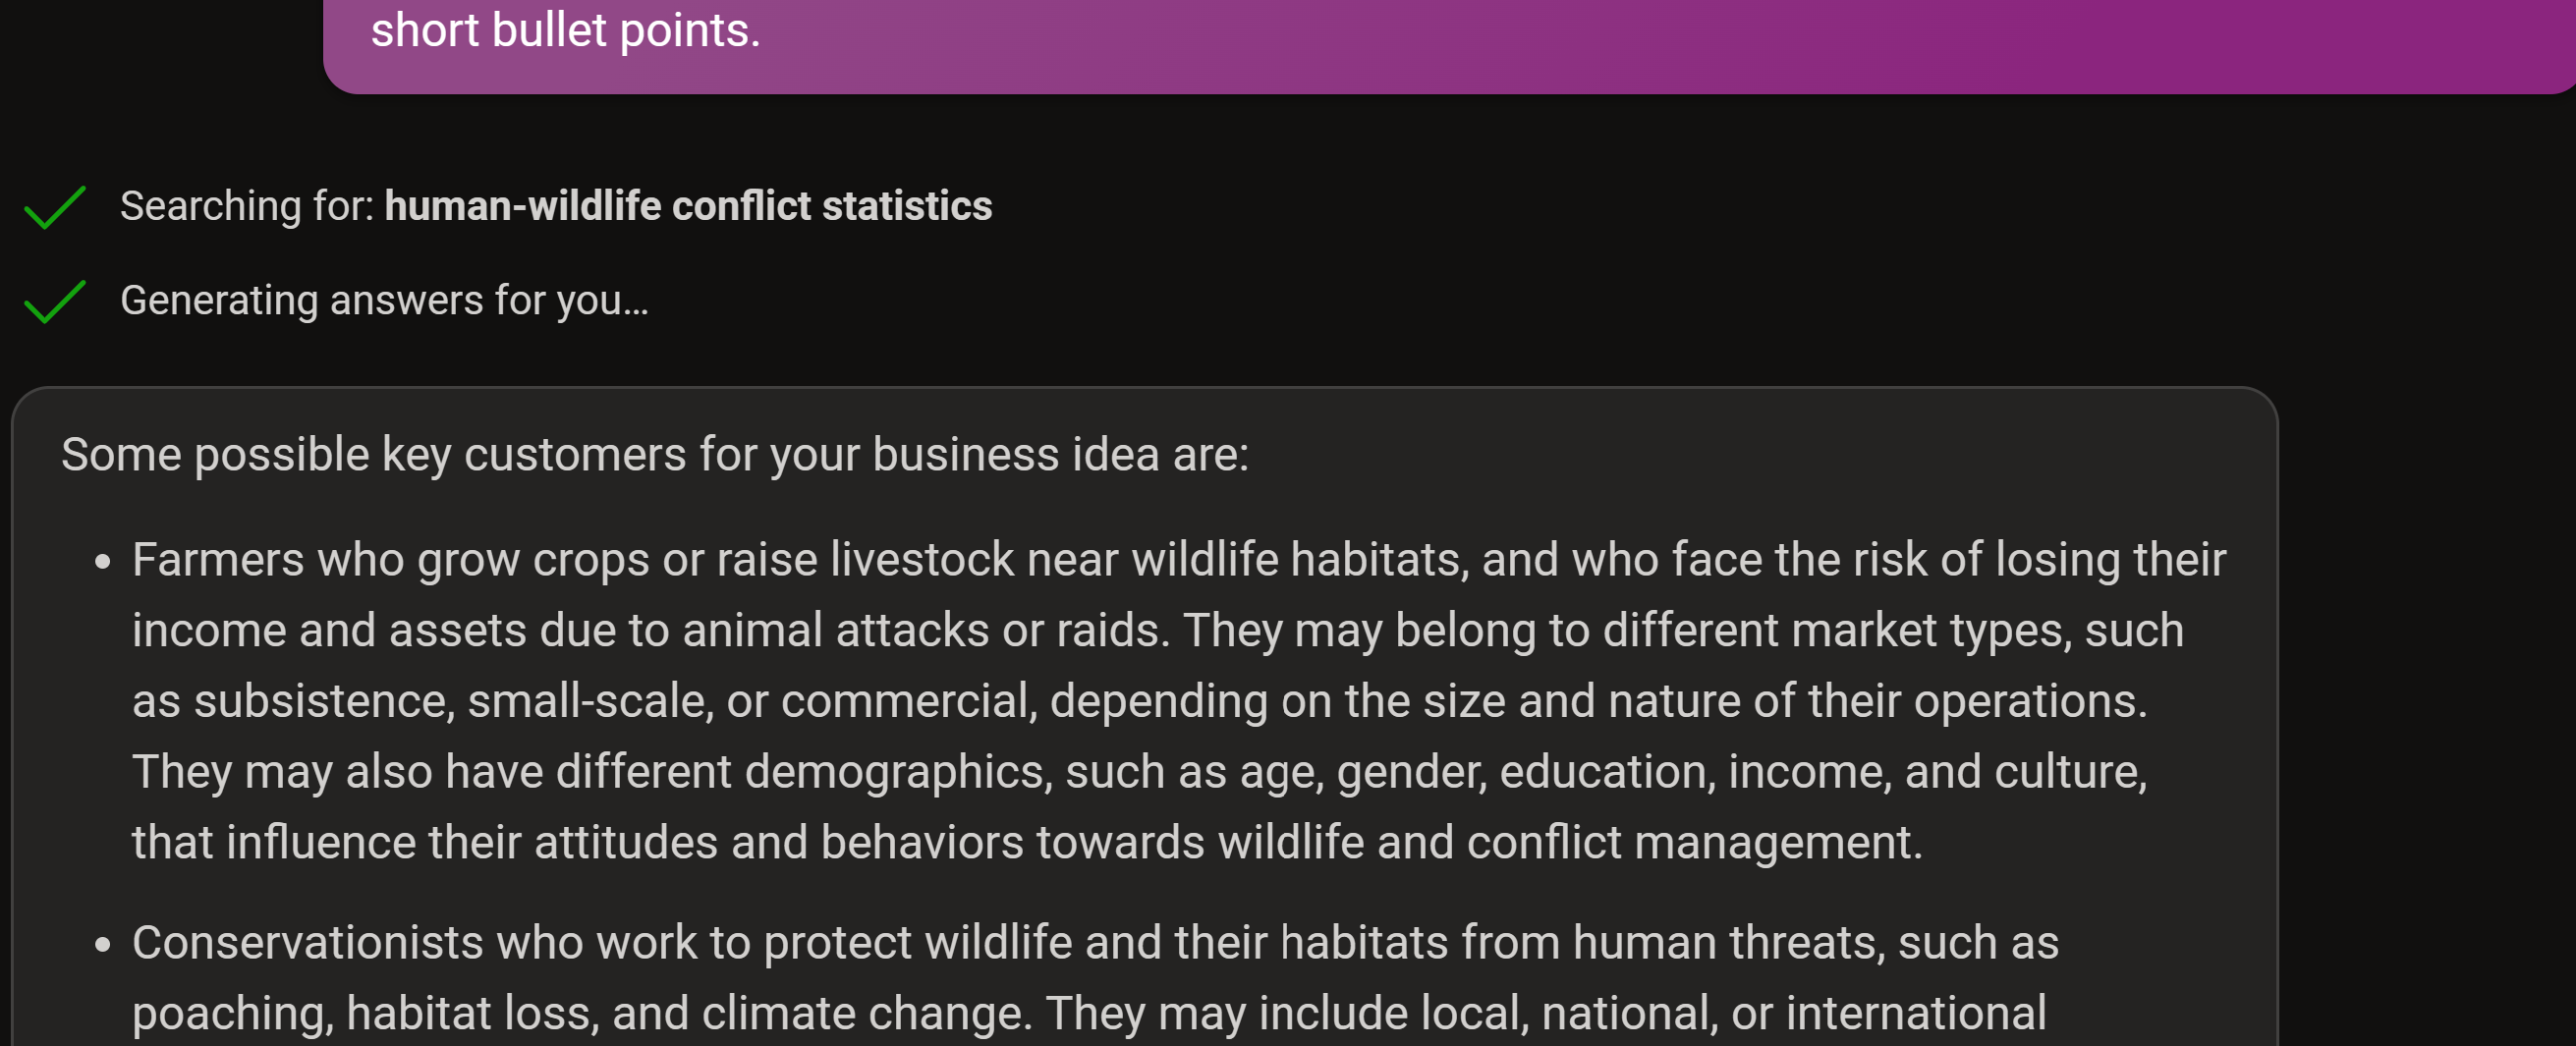 short bullet points.
Searching for: human-wildlife conflict statistics
Generating answers for you...
Some possible key customers for your business idea are:
• Farmers who grow crops or raise livestock near wildlife habitats, and who face the risk of losing their
income and assets due to animal attacks or raids. They may belong to different market types, such
as subsistence, small-scale, or commercial, depending on the size and nature of their operations.
They may also have different demographics, such as age, gender, education, income, and culture,
that influence their attitudes and behaviors towards wildlife and conflict management.
• Conservationists who work to protect wildlife and their habitats from human threats, such as
poaching, habitat loss, and climate change. They may include local, national, or international